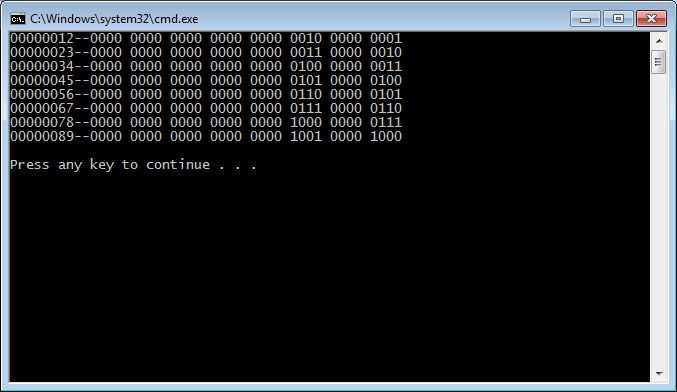 C:\Windows\system32\cmd.exe
00000012--0000 0000 0000 0000 0000 0010 0000 0001
00000023--0000 0000 0000 0000 0000 0011 0000 0010
00000034--0000 0000 0000 0000 0000 0100 0000 0011
00000045--0000 0000 0000 0000 0000 0101 0000 0100
00000056--0000 0000 0000 0000 0000 0110 0000 0101
00000067--0000 0000 0000 0000 0000 0111 0000 0110
00000078--0000 0000 0000 0000 0000 1000 0000 0111
00000089--0000 0000 0000 0000 0000 1001 0000 1000
Press any key to continue . . .